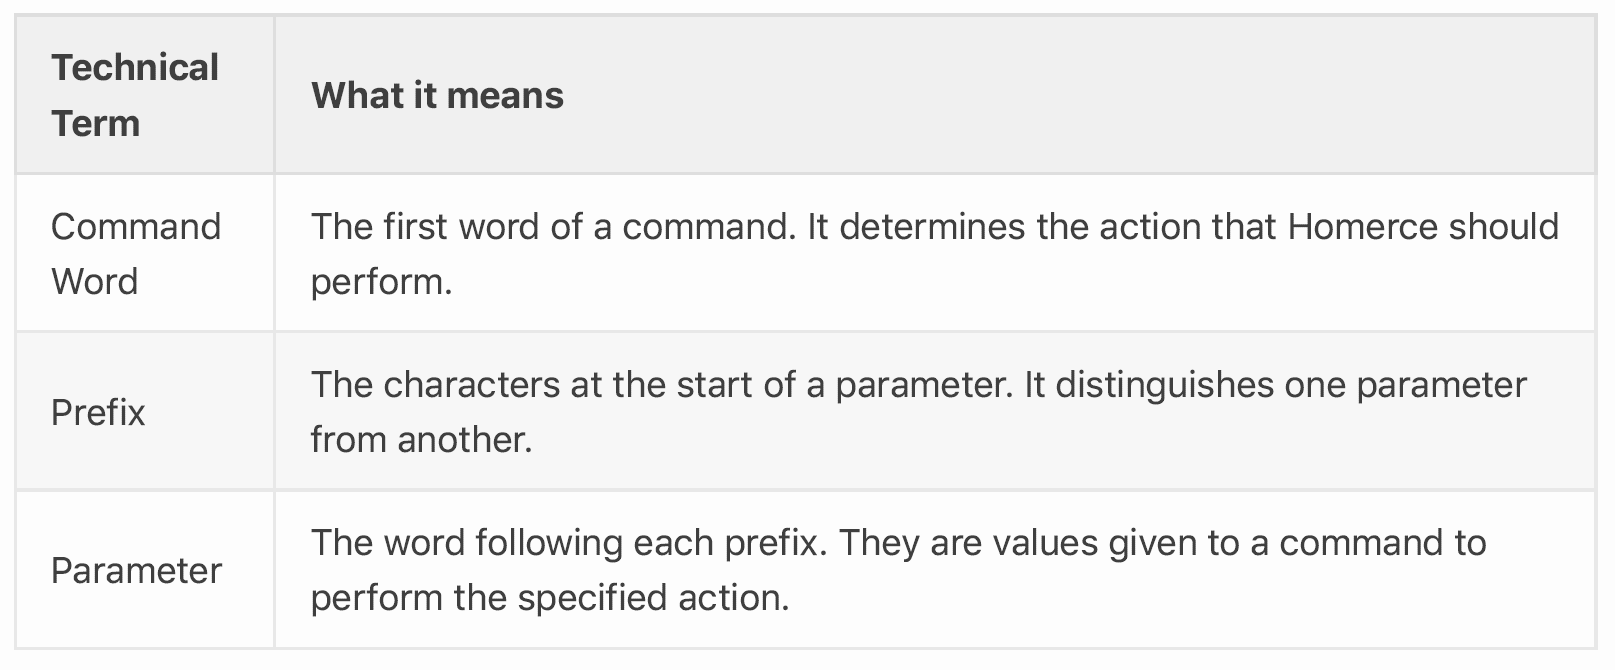 Technical
Term
What it means
Command
Word
The first word of a command. It determines the action that Homerce should
perform.
Prefix
The characters at the start of a parameter. It distinguishes one parameter
from another.
Parameter
The word following each prefix. They are values given to a command to
perform the specified action.